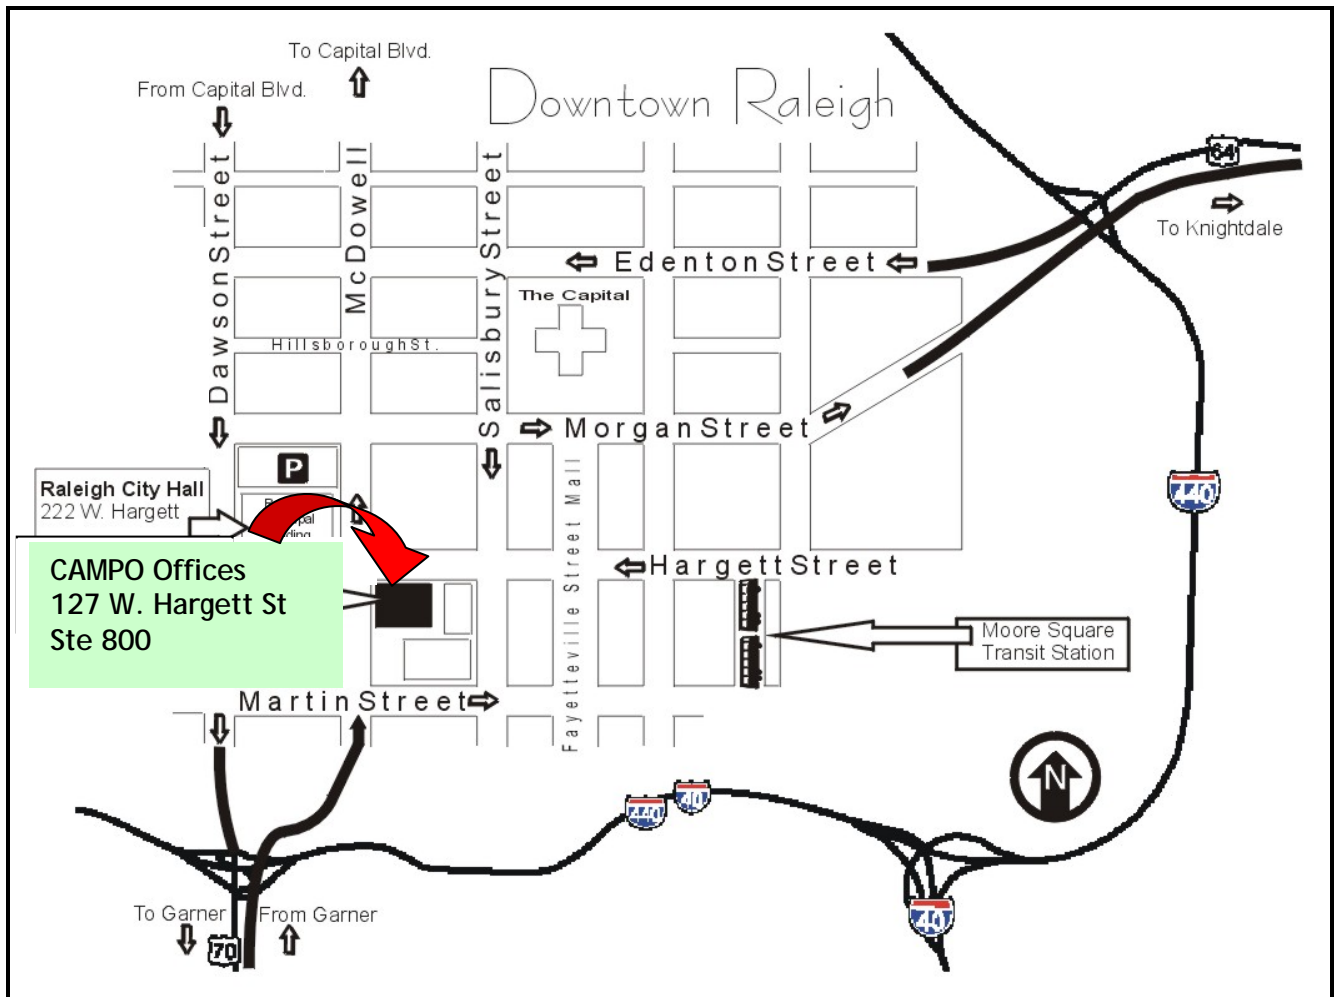 To Capital Blvd.
From Capital Blvd.
Downtown Raleigh
Dawson Street
McDowell
Salisbury Street
64
To Knightdale
Edenton Street
The Capital
Hillsborough St.
Morgan Street
P
Raleigh City Hall
222 W. Hargett
440
Fayetteville Street Mall
Hargett Street
CAMPO Offices
127 W. Hargett St
Ste 800
Moore Square
Transit Station
Martin Street
N
440
40
40
To Garner
From Garner
70